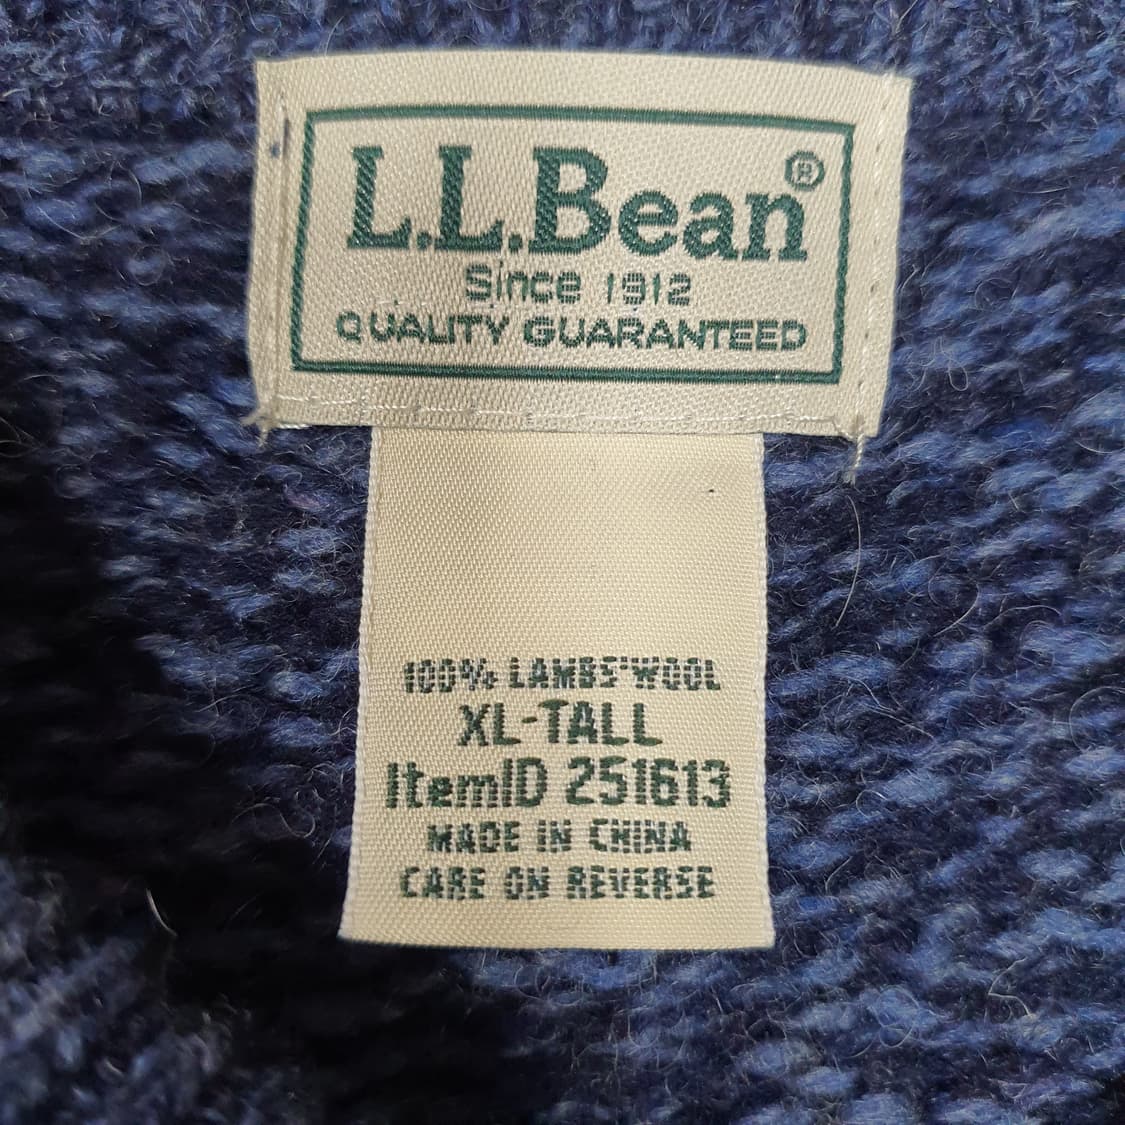 L.L.Bean®
Since 1912
QUALITY GUARANTEED
100% LAMBS'WOOL
XL-TALL
ItemID 251613
MADE IN CHINA
CARE ON REVERSE